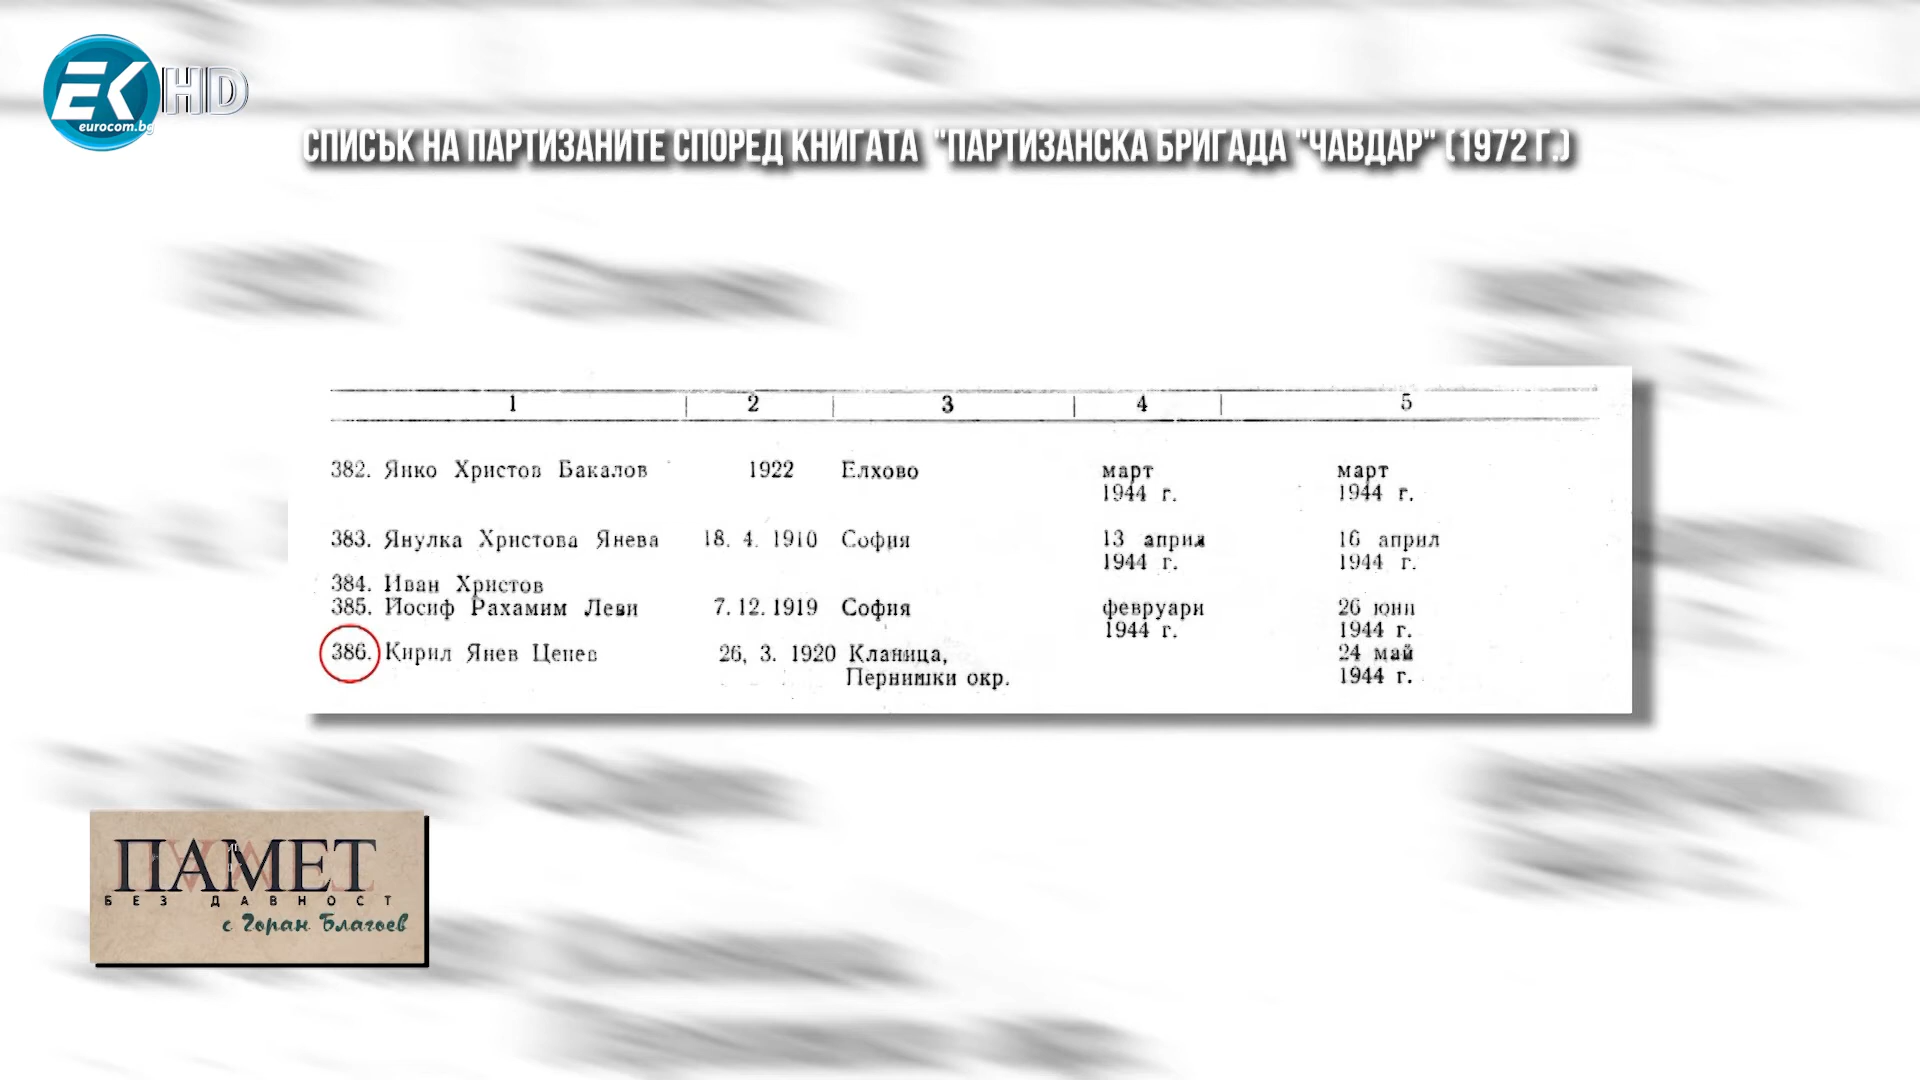 EK HD
eurocom.bg
СПИСЪК НА ПАРТИЗАНИТЕ СПОРЕД КНИГАТА "ПАРТИЗАНСКА БРИГАДА "ЧАВДАР" (1972 Г.)
1 2 3 4 5
382. Янко Христов Бакалов 1922 Елхово март март
1944 г. 1944 г.
383. Янулка Христова Янева 18. 4. 1910 София 13 април 16 април
1944 г. 1944 г.
384. Иван Христов
385. Йосиф Рахамим Леви 7. 12. 1919 София февруари 26 юни
1944 г. 1944 г.
386. Кирил Янев Ценев 26, 3. 1920 Кланица, 24 май
Пернишки окр. 1944 г.
ПАМЕТ
БЕЗ ДАВНОСТ
с Горан Благоев